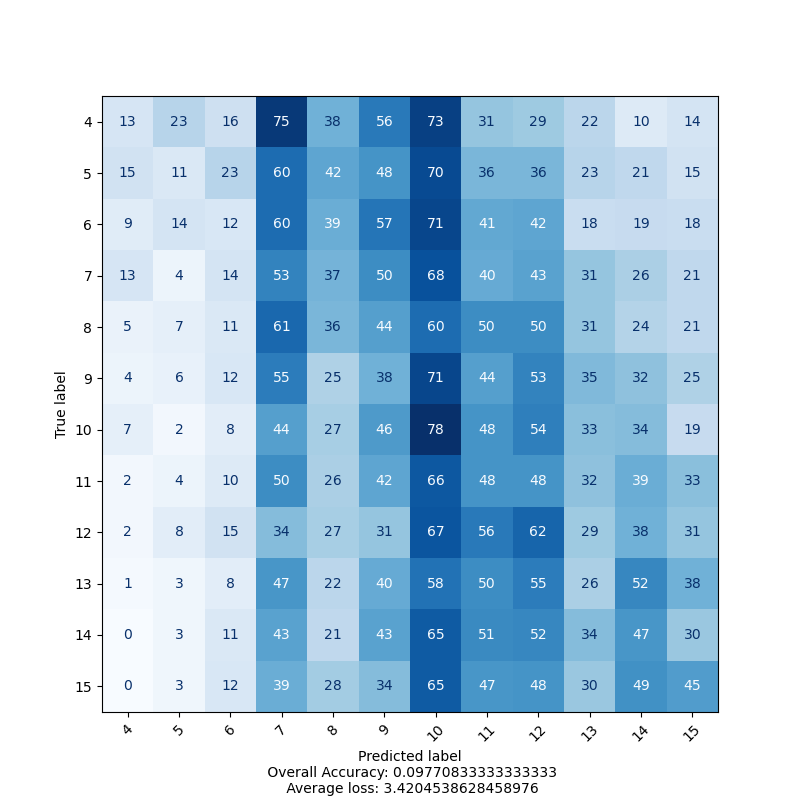 4 13 23 16 75 38 56 73 31 29 22 10 14
5 15 11 23 60 42 48 70 36 36 23 21 15
6 9 14 12 60 39 57 71 41 42 18 19 18
7 13 4 14 53 37 50 68 40 43 31 26 21
8 5 7 11 61 36 44 60 50 50 31 24 21
9 4 6 12 55 25 38 71 44 53 35 32 25
True label
10 7 2 8 44 27 46 78 48 54 33 34 19
11 2 4 10 50 26 42 66 48 48 32 39 33
12 2 8 15 34 27 31 67 56 62 29 38 31
13 1 3 8 47 22 40 58 50 55 26 52 38
14 0 3 11 43 21 43 65 51 52 34 47 30
15 0 3 12 39 28 34 65 47 48 30 49 45
4 5 6 7 8 9 10 11 12 13 14 15
Predicted label
Overall Accuracy: 0.09770833333333333
Average loss: 3.4204538628458976